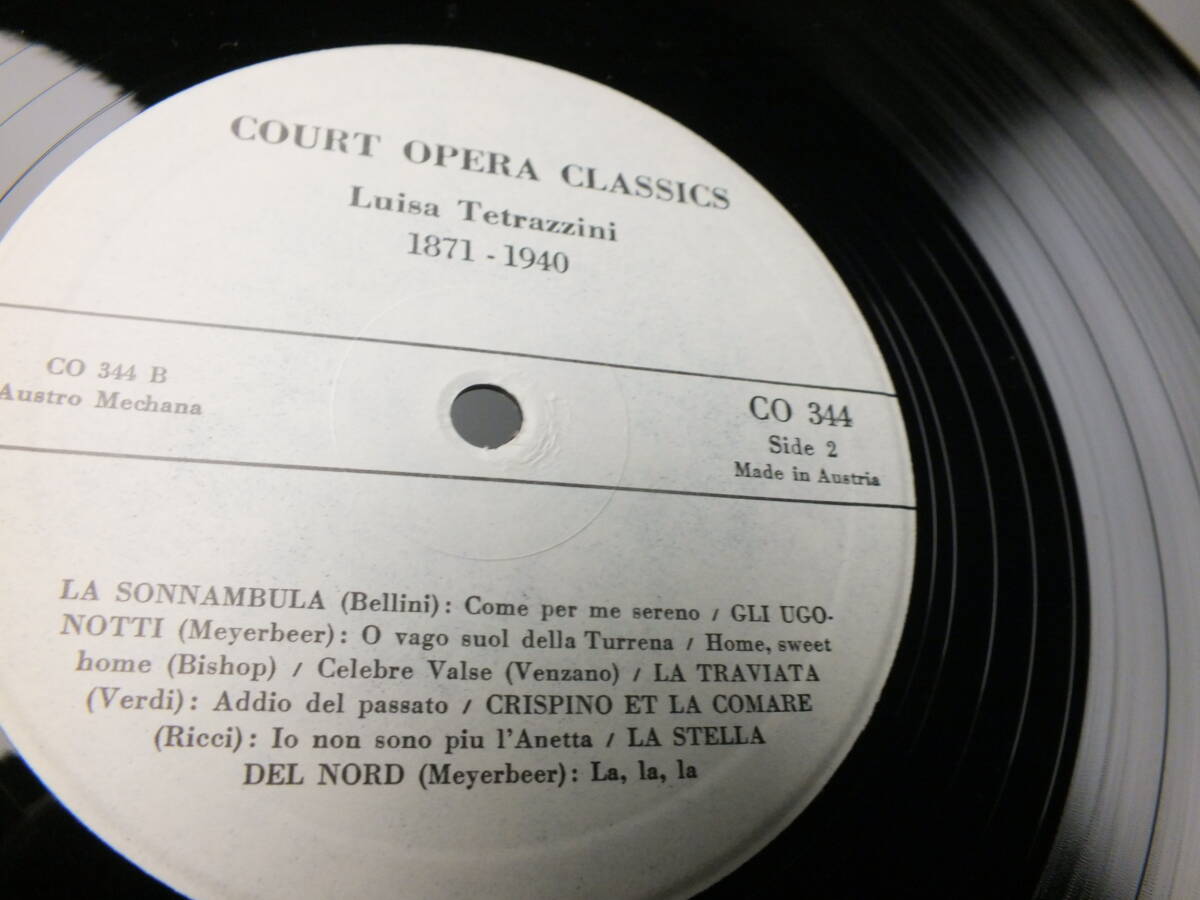 COURT OPERA CLASSICS
Luisa Tetrazzini
1871 - 1940
CO 344 B
Austro Mechana
CO 344
Side 2
Made in Austria
LA SONNAMBULA (Bellini): Come per me sereno / GLI UGO-
NOTTI (Meyerbeer): O vago suol della Turrena / Home, sweet
home (Bishop) / Celebre Valse (Venzano) / LA TRAVIATA
(Verdi): Addio del passato / CRISPINO ET LA COMARE
(Ricci): Io non sono piu l'Anetta / LA STELLA
DEL NORD (Meyerbeer): La, la, la